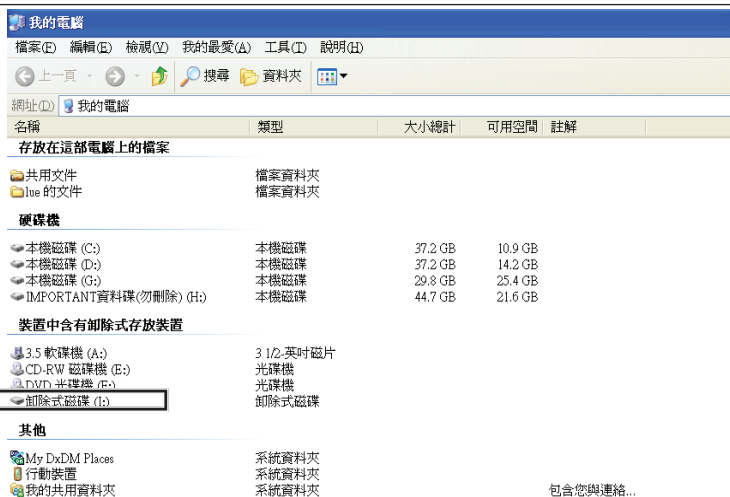 我的電腦
檔案(F) 編輯(E) 檢視(V) 我的最愛(A) 工具(T) 說明(H)
上一頁 搜尋 資料夾
網址(D) 我的電腦
名稱 類型 大小總計 可用空間 註解
存放在這部電腦上的檔案
共用文件 檔案資料夾
lue 的文件 檔案資料夾
硬碟機
本機磁碟 (C:) 本機磁碟 37.2 GB 10.9 GB
本機磁碟 (D:) 本機磁碟 37.2 GB 14.2 GB
本機磁碟 (G:) 本機磁碟 29.8 GB 25.4 GB
IMPORTANT資料碟(勿刪除) (H:) 本機磁碟 44.7 GB 21.6 GB
裝置中含有卸除式存放裝置
3.5 軟碟機 (A:) 3 1/2-英吋磁片
CD-RW 磁碟機 (E:) 光碟機
DVD 光碟機 (F:) 光碟機
卸除式磁碟 (I:) 卸除式磁碟
其他
My DxDM Places 系統資料夾
行動裝置 系統資料夾
我的共用資料夾 系統資料夾 包含您與連絡...